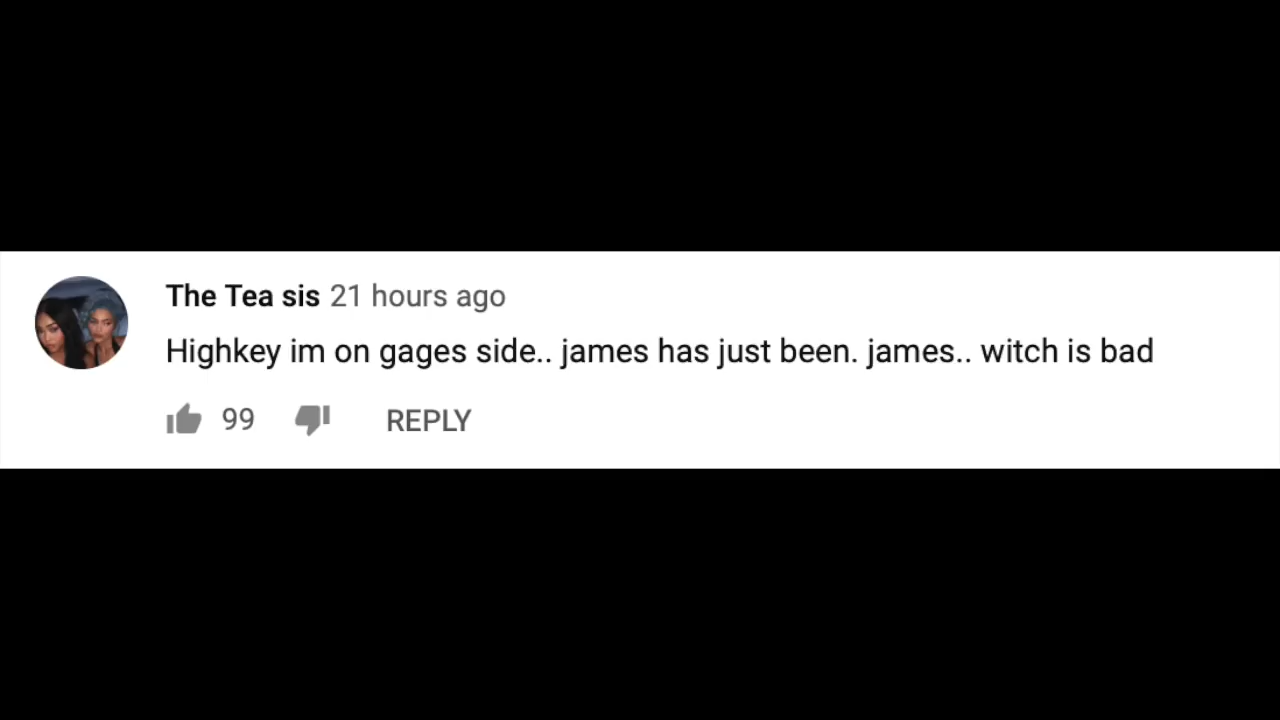 The Tea sis 21 hours ago
Highkey im on gages side.. james has just been. james.. witch is bad
99 REPLY